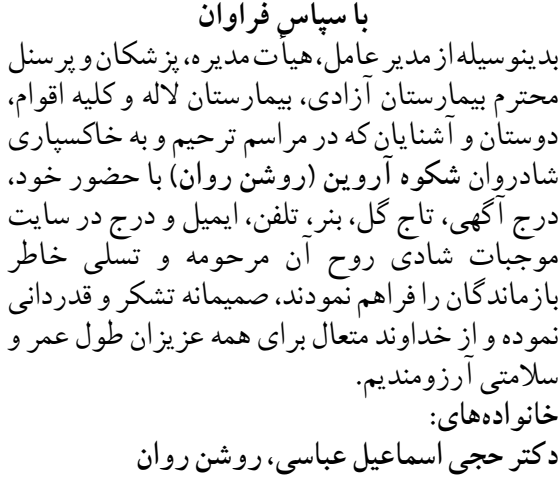 با سپاس فراوان
بدینوسیله از مدیر عامل، هیأت مدیره، پزشکان و پرسنل
محترم بیمارستان آزادی، بیمارستان لاله و کلیه اقوام،
دوستان و آشنایان که در مراسم ترحیم و به خاکسپاری
شادروان شکوه آروین (روشن روان) با حضور خود،
درج آگهی، تاج گل، بنر، تلفن، ایمیل و درج در سایت
موجبات شادی روح آن مرحومه و تسلی خاطر
بازماندگان را فراهم نمودند، صمیمانه تشکر و قدردانی
نموده و از خداوند متعال برای همه عزیزان طول عمر و
سلامتی آرزومندیم.
خانواده‌های:
دکتر حجی اسماعیل عباسی، روشن روان